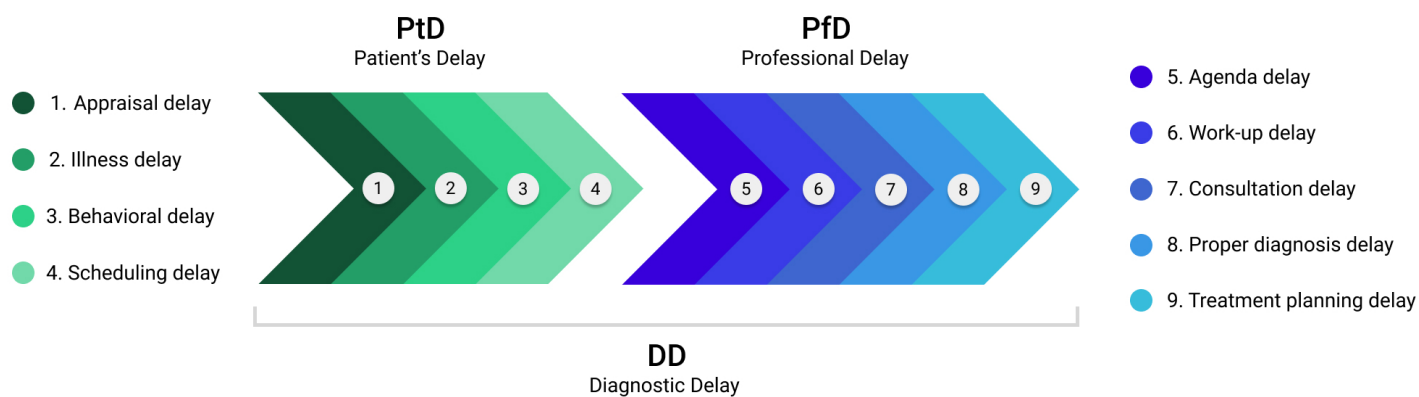 PtD
Patient's Delay
PfD
Professional Delay
1. Appraisal delay
2. Illness delay
3. Behavioral delay
4. Scheduling delay
1
2
3
4
5
6
7
8
9
5. Agenda delay
6. Work-up delay
7. Consultation delay
8. Proper diagnosis delay
9. Treatment planning delay
DD
Diagnostic Delay